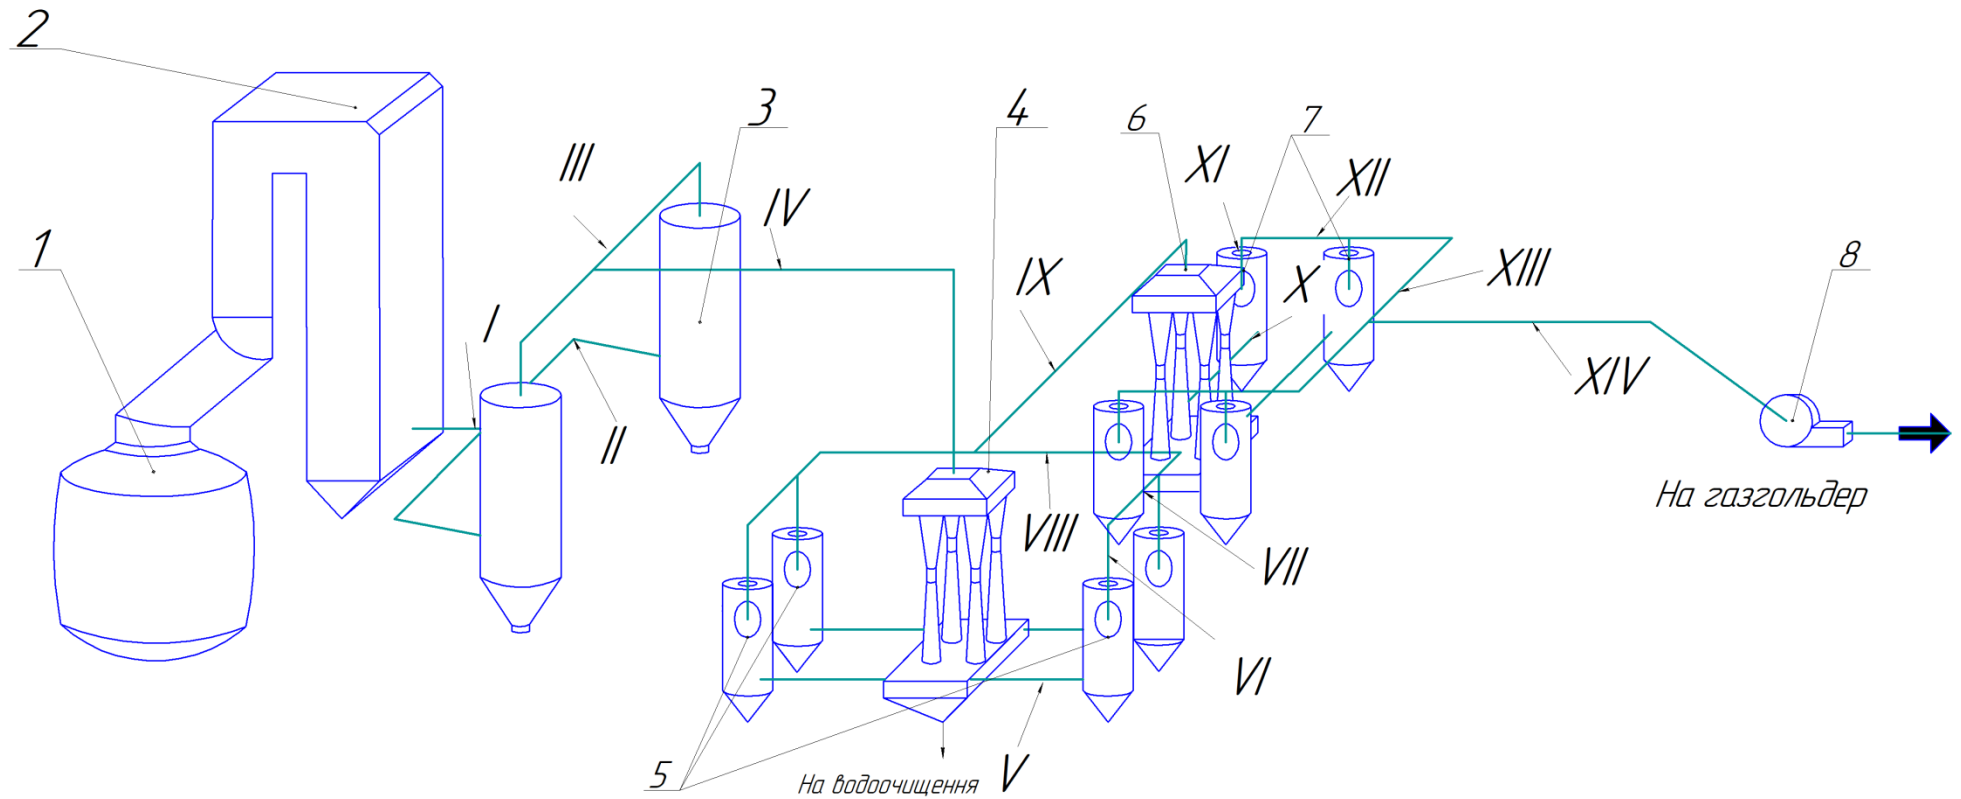 2
3
4
6
7
III
IV
XI
XII
1
I
IX
X
XIII
8
II
XIV
VIII
VII
VI
На газгольдер
5
На водоочищення
V